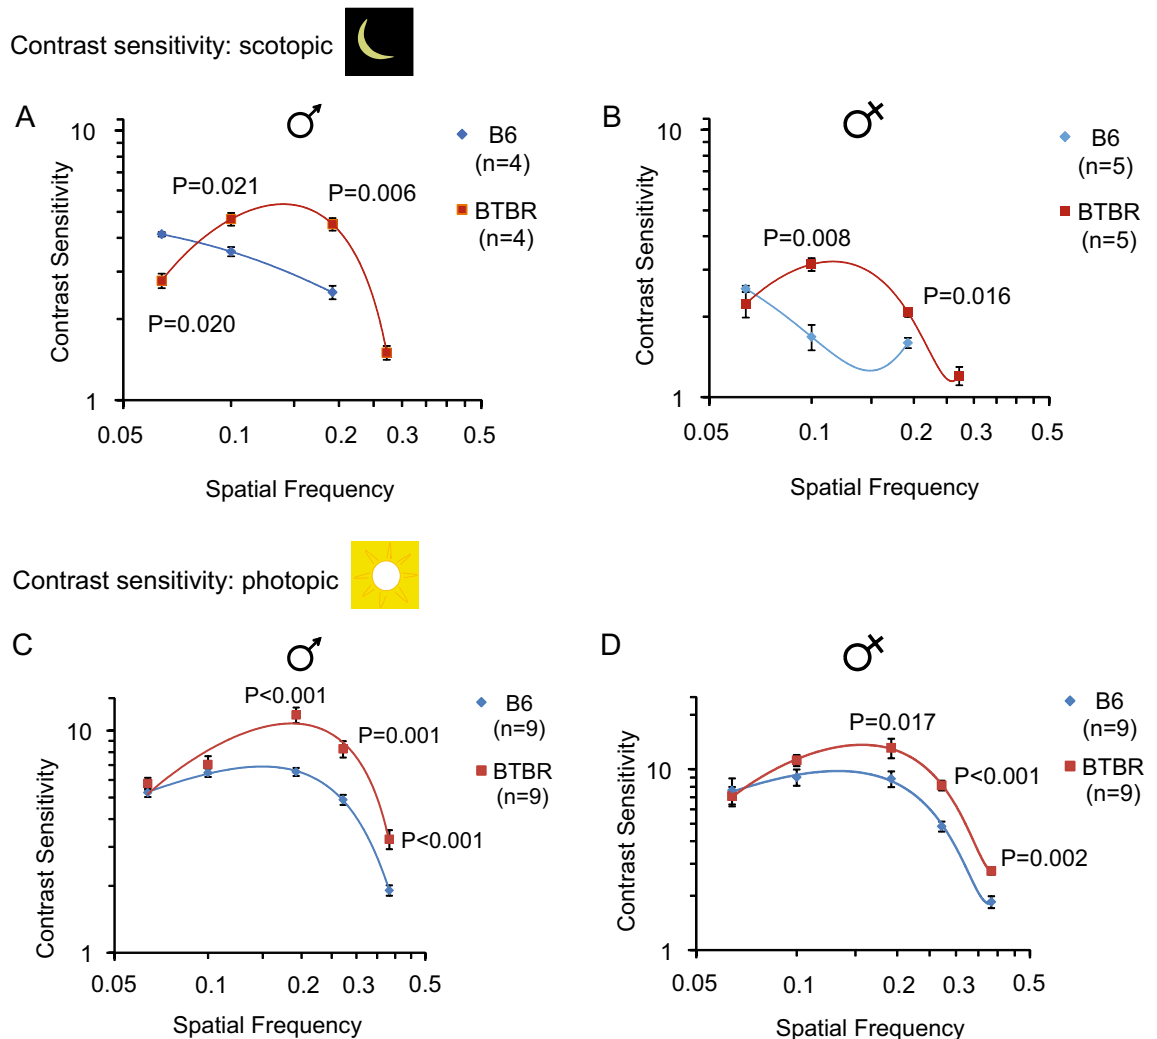 Contrast sensitivity: scotopic
A
♂
10
1
Contrast Sensitivity
P=0.021
P=0.006
P=0.020
B6
(n=4)
BTBR
(n=4)
0.05
0.1
0.2
0.3
0.5
Spatial Frequency
B
♀
10
1
Contrast Sensitivity
P=0.008
P=0.016
B6
(n=5)
BTBR
(n=5)
0.05
0.1
0.2
0.3
0.5
Spatial Frequency
Contrast sensitivity: photopic
C
♂
10
1
Contrast Sensitivity
P<0.001
P=0.001
P<0.001
B6
(n=9)
BTBR
(n=9)
0.05
0.1
0.2
0.3
0.5
Spatial Frequency
D
♀
10
1
Contrast Sensitivity
P=0.017
P<0.001
P=0.002
B6
(n=9)
BTBR
(n=9)
0.05
0.1
0.2
0.3
0.5
Spatial Frequency